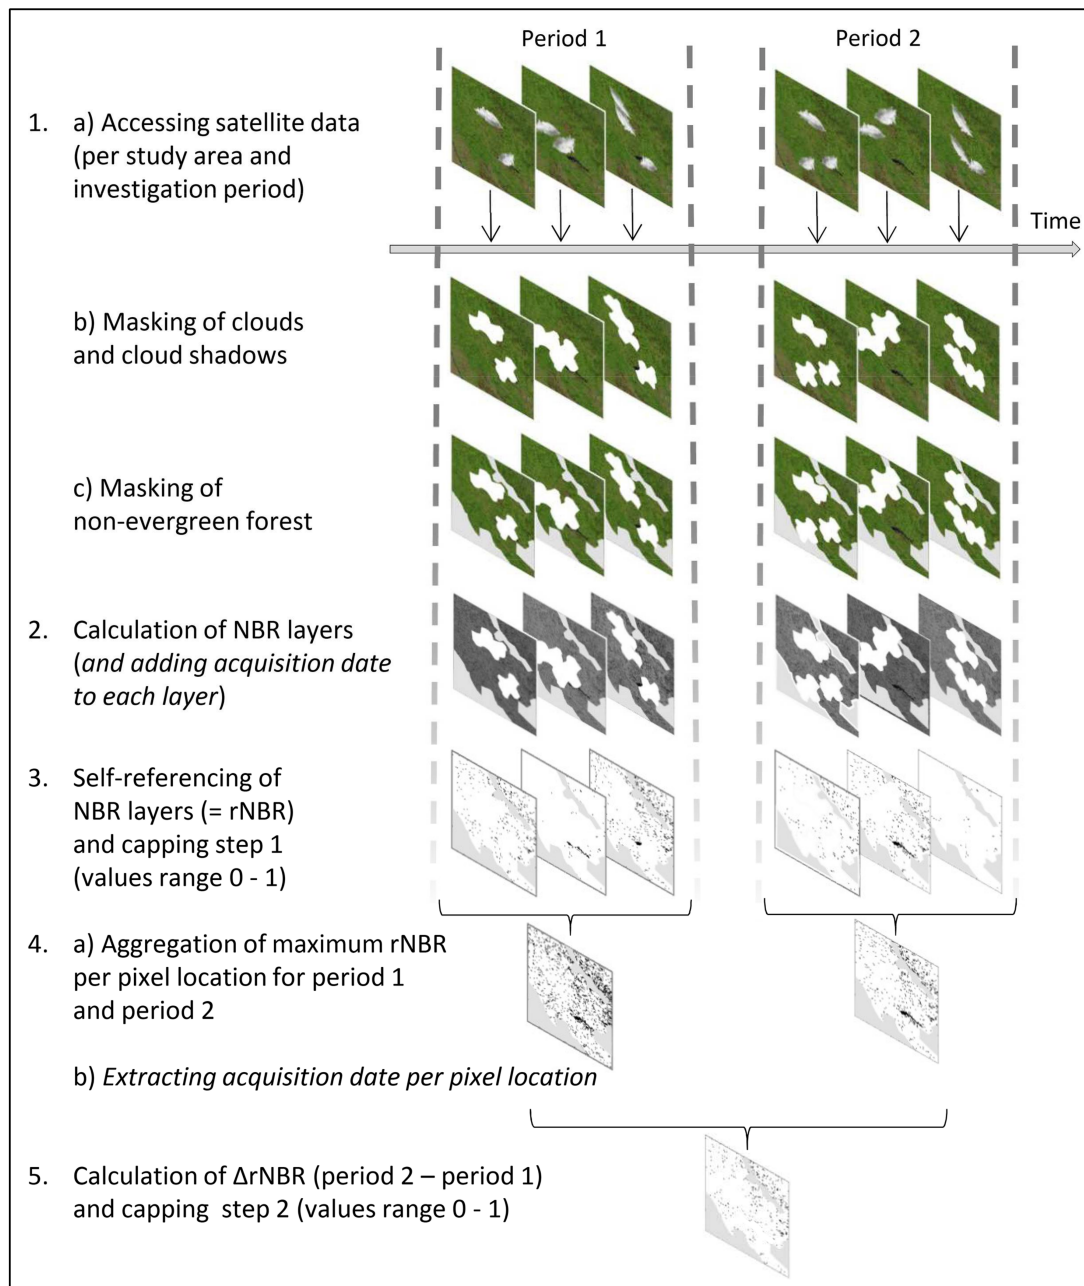 Period 1
Period 2
1. a) Accessing satellite data
(per study area and
investigation period)
Time
b) Masking of clouds
and cloud shadows
c) Masking of
non-evergreen forest
2. Calculation of NBR layers
(and adding acquisition date
to each layer)
3. Self-referencing of
NBR layers (= rNBR)
and capping step 1
(values range 0 - 1)
4. a) Aggregation of maximum rNBR
per pixel location for period 1
and period 2
b) Extracting acquisition date per pixel location
5. Calculation of ΔrNBR (period 2 – period 1)
and capping step 2 (values range 0 - 1)